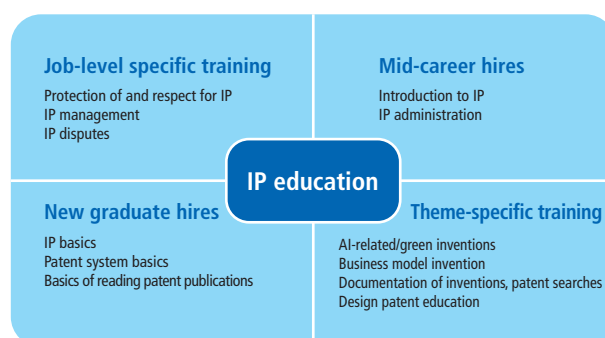 Job-level specific training
Protection of and respect for IP
IP management
IP disputes
Mid-career hires
Introduction to IP
IP administration
IP education
New graduate hires
IP basics
Patent system basics
Basics of reading patent publications
Theme-specific training
AI-related/green inventions
Business model invention
Documentation of inventions, patent searches
Design patent education